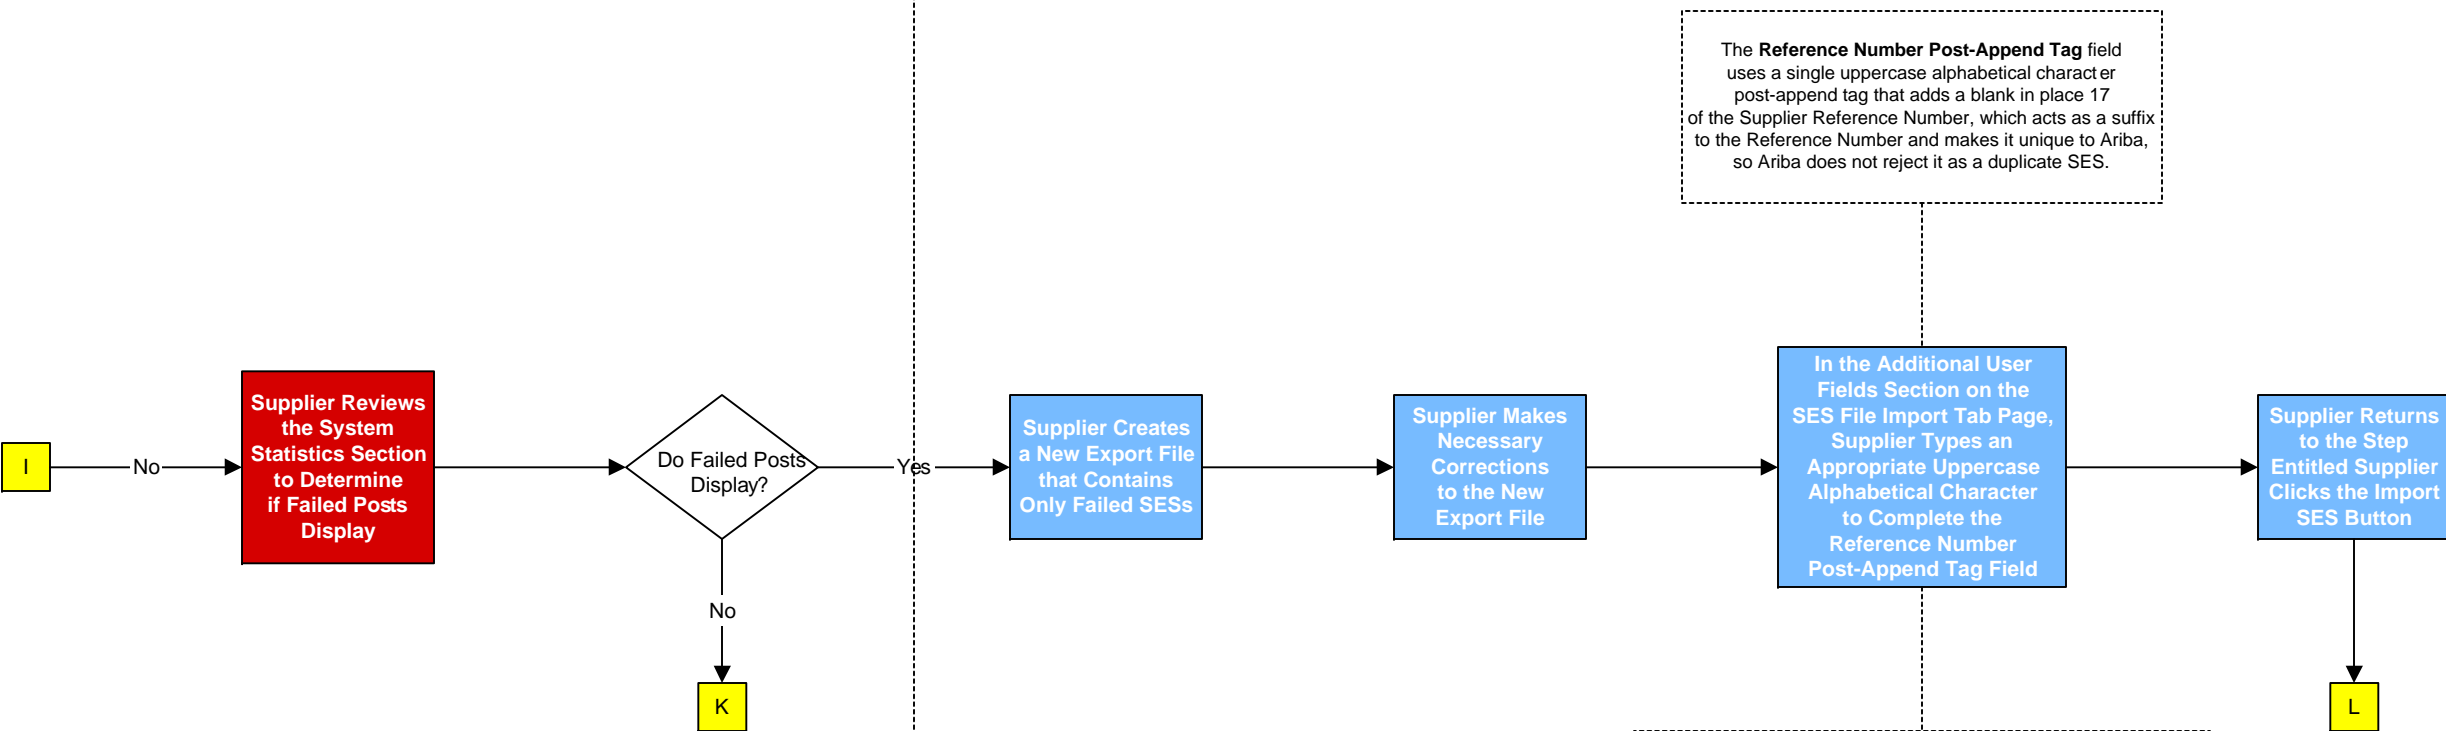 The Reference Number Post-Append Tag field
uses a single uppercase alphabetical character
post-append tag that adds a blank in place 17
of the Supplier Reference Number, which acts as a suffix
to the Reference Number and makes it unique to Ariba,
so Ariba does not reject it as a duplicate SES.
I
No
Supplier Reviews
the System
Statistics Section
to Determine
if Failed Posts
Display
Do Failed Posts
Display?
Yes
No
K
Supplier Creates
a New Export File
that Contains
Only Failed SESs
Supplier Makes
Necessary
Corrections
to the New
Export File
In the Additional User
Fields Section on the
SES File Import Tab Page,
Supplier Types an
Appropriate Uppercase
Alphabetical Character
to Complete the
Reference Number
Post-Append Tag Field
Supplier Returns
to the Step
Entitled Supplier
Clicks the Import
SES Button
L